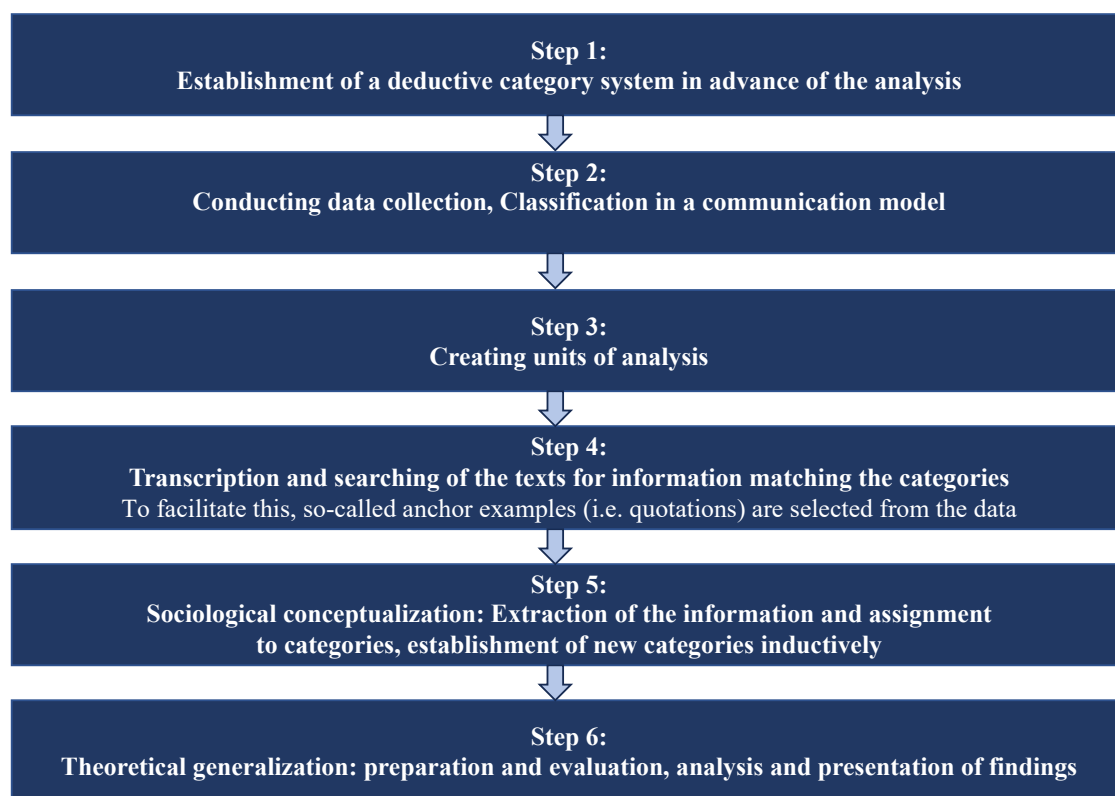 Step 1:
Establishment of a deductive category system in advance of the analysis
Step 2:
Conducting data collection, Classification in a communication model
Step 3:
Creating units of analysis
Step 4:
Transcription and searching of the texts for information matching the categories
To facilitate this, so-called anchor examples (i.e. quotations) are selected from the data
Step 5:
Sociological conceptualization: Extraction of the information and assignment
to categories, establishment of new categories inductively
Step 6:
Theoretical generalization: preparation and evaluation, analysis and presentation of findings